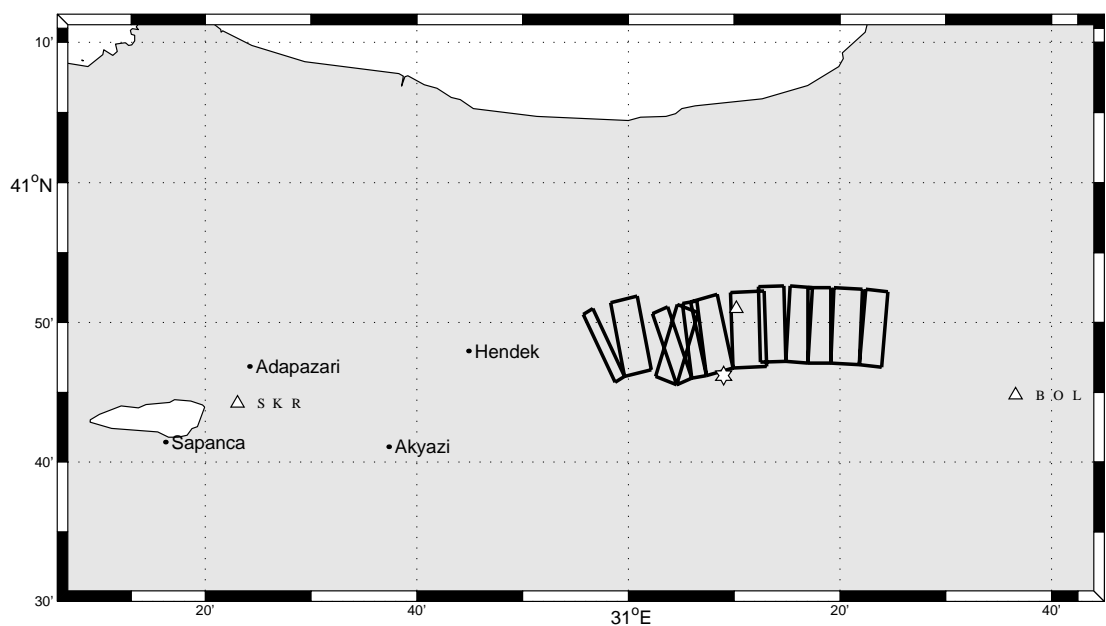 10'
41°N
50'
Hendek
Adapazari
S K R
B O L
Sapanca
Akyazi
40'
30'
20'
40'
31°E
20'
40'